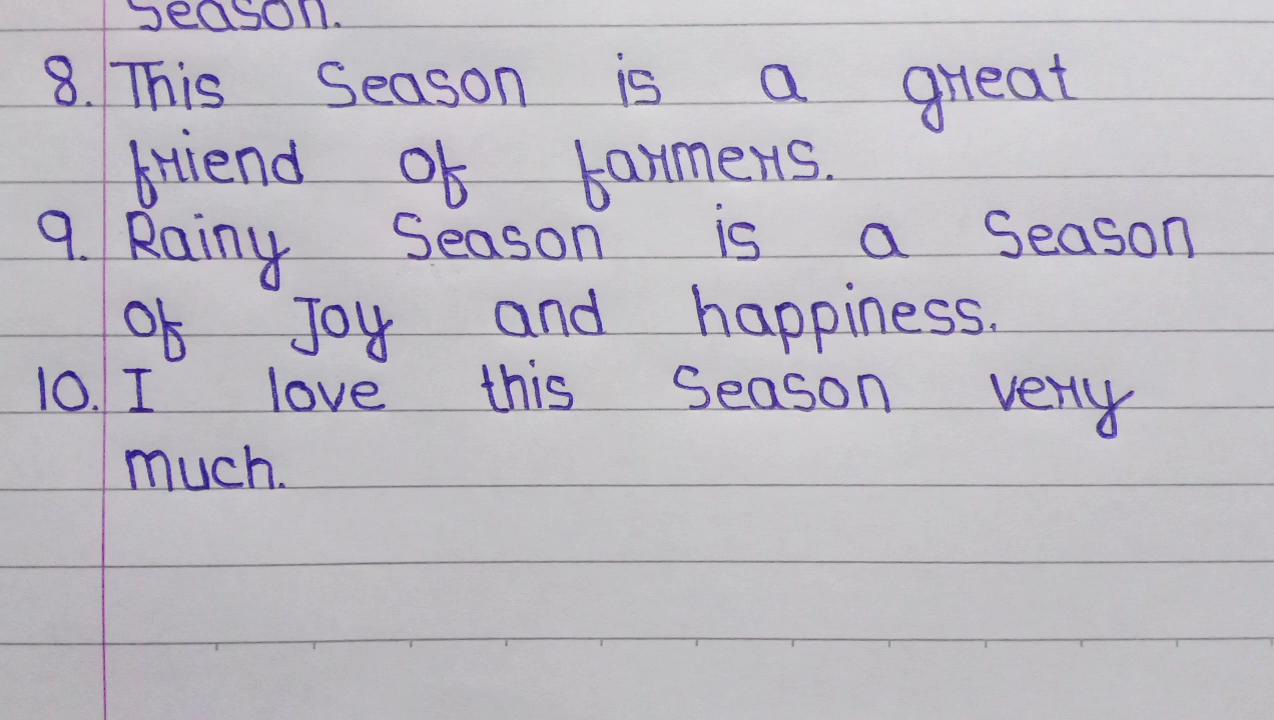 Season.
8. This Season is a great
friend of farmers.
9. Rainy Season is a Season
of Joy and happiness.
10. I love this Season very
much.